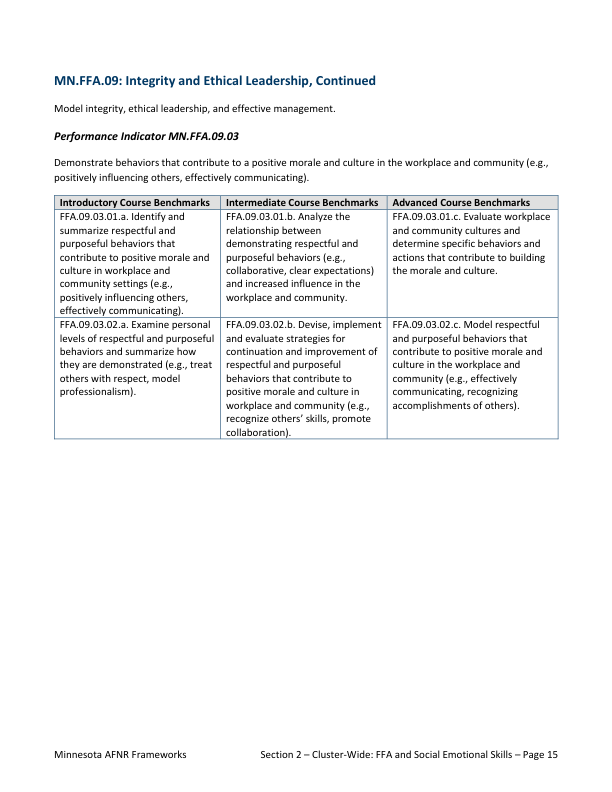 MN.FFA.09: Integrity and Ethical Leadership, Continued
Model integrity, ethical leadership, and effective management.
Performance Indicator MN.FFA.09.03
Demonstrate behaviors that contribute to a positive morale and culture in the workplace and community (e.g.,
positively influencing others, effectively communicating).
Introductory Course Benchmarks
Intermediate Course Benchmarks
Advanced Course Benchmarks
FFA.09.03.01.a. Identify and
summarize respectful and
purposeful behaviors that
contribute to positive morale and
culture in workplace and
community settings (e.g.,
positively influencing others,
effectively communicating).
FFA.09.03.01.b. Analyze the
relationship between
demonstrating respectful and
purposeful behaviors (e.g.,
collaborative, clear expectations)
and increased influence in the
workplace and community.
FFA.09.03.01.c. Evaluate workplace
and community cultures and
determine specific behaviors and
actions that contribute to building
the morale and culture.
FFA.09.03.02.a. Examine personal
levels of respectful and purposeful
behaviors and summarize how
they are demonstrated (e.g., treat
others with respect, model
professionalism).
FFA.09.03.02.b. Devise, implement
and evaluate strategies for
continuation and improvement of
respectful and purposeful
behaviors that contribute to
positive morale and culture in
workplace and community (e.g.,
recognize others’ skills, promote
collaboration).
FFA.09.03.02.c. Model respectful
and purposeful behaviors that
contribute to positive morale and
culture in the workplace and
community (e.g., effectively
communicating, recognizing
accomplishments of others).
Minnesota AFNR Frameworks
Section 2 – Cluster-Wide: FFA and Social Emotional Skills – Page 15